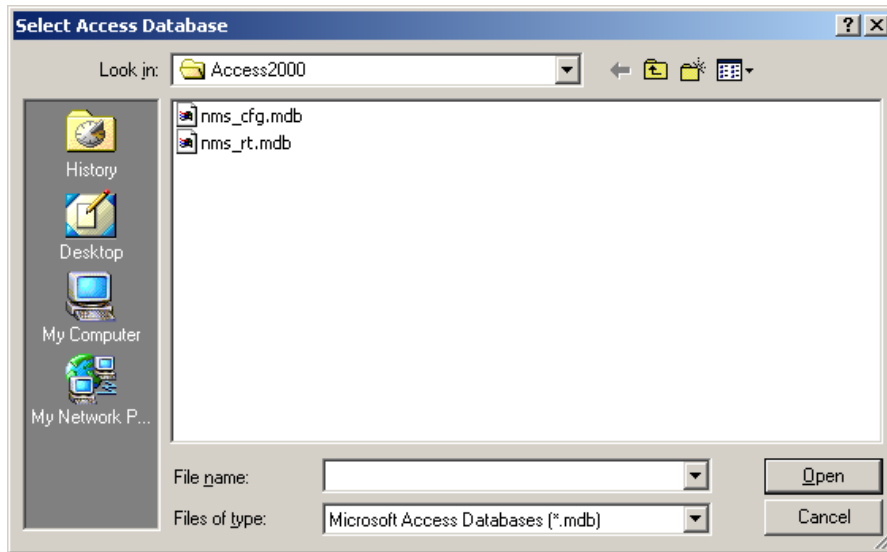 Select Access Database
Look in: Access2000
nms_cfg.mdb
nms_rt.mdb
History
Desktop
My Computer
My Network P...
File name: Open
Files of type: Microsoft Access Databases (*.mdb) Cancel